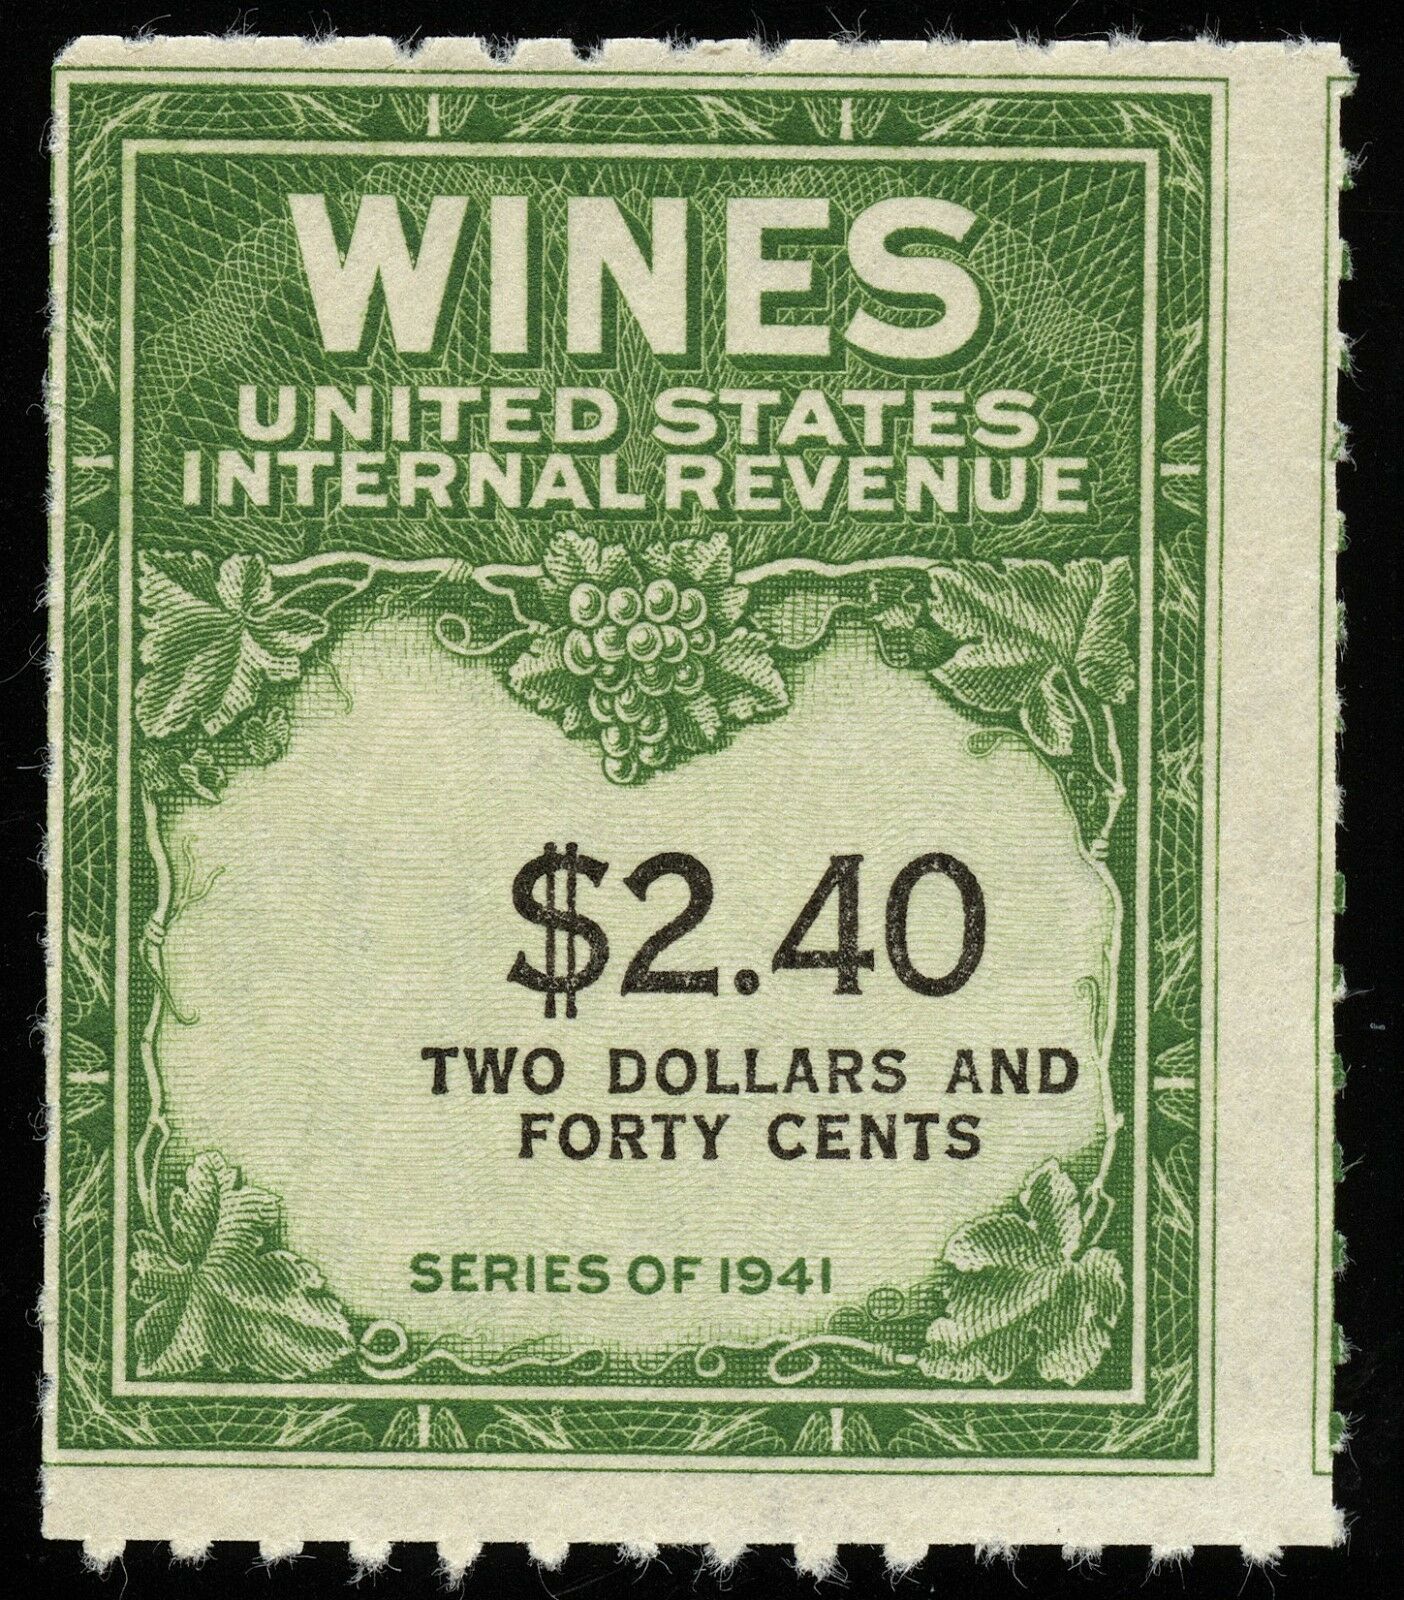 WINES
UNITED STATES
INTERNAL REVENUE
$2.40
TWO DOLLARS AND
FORTY CENTS
SERIES OF 1941